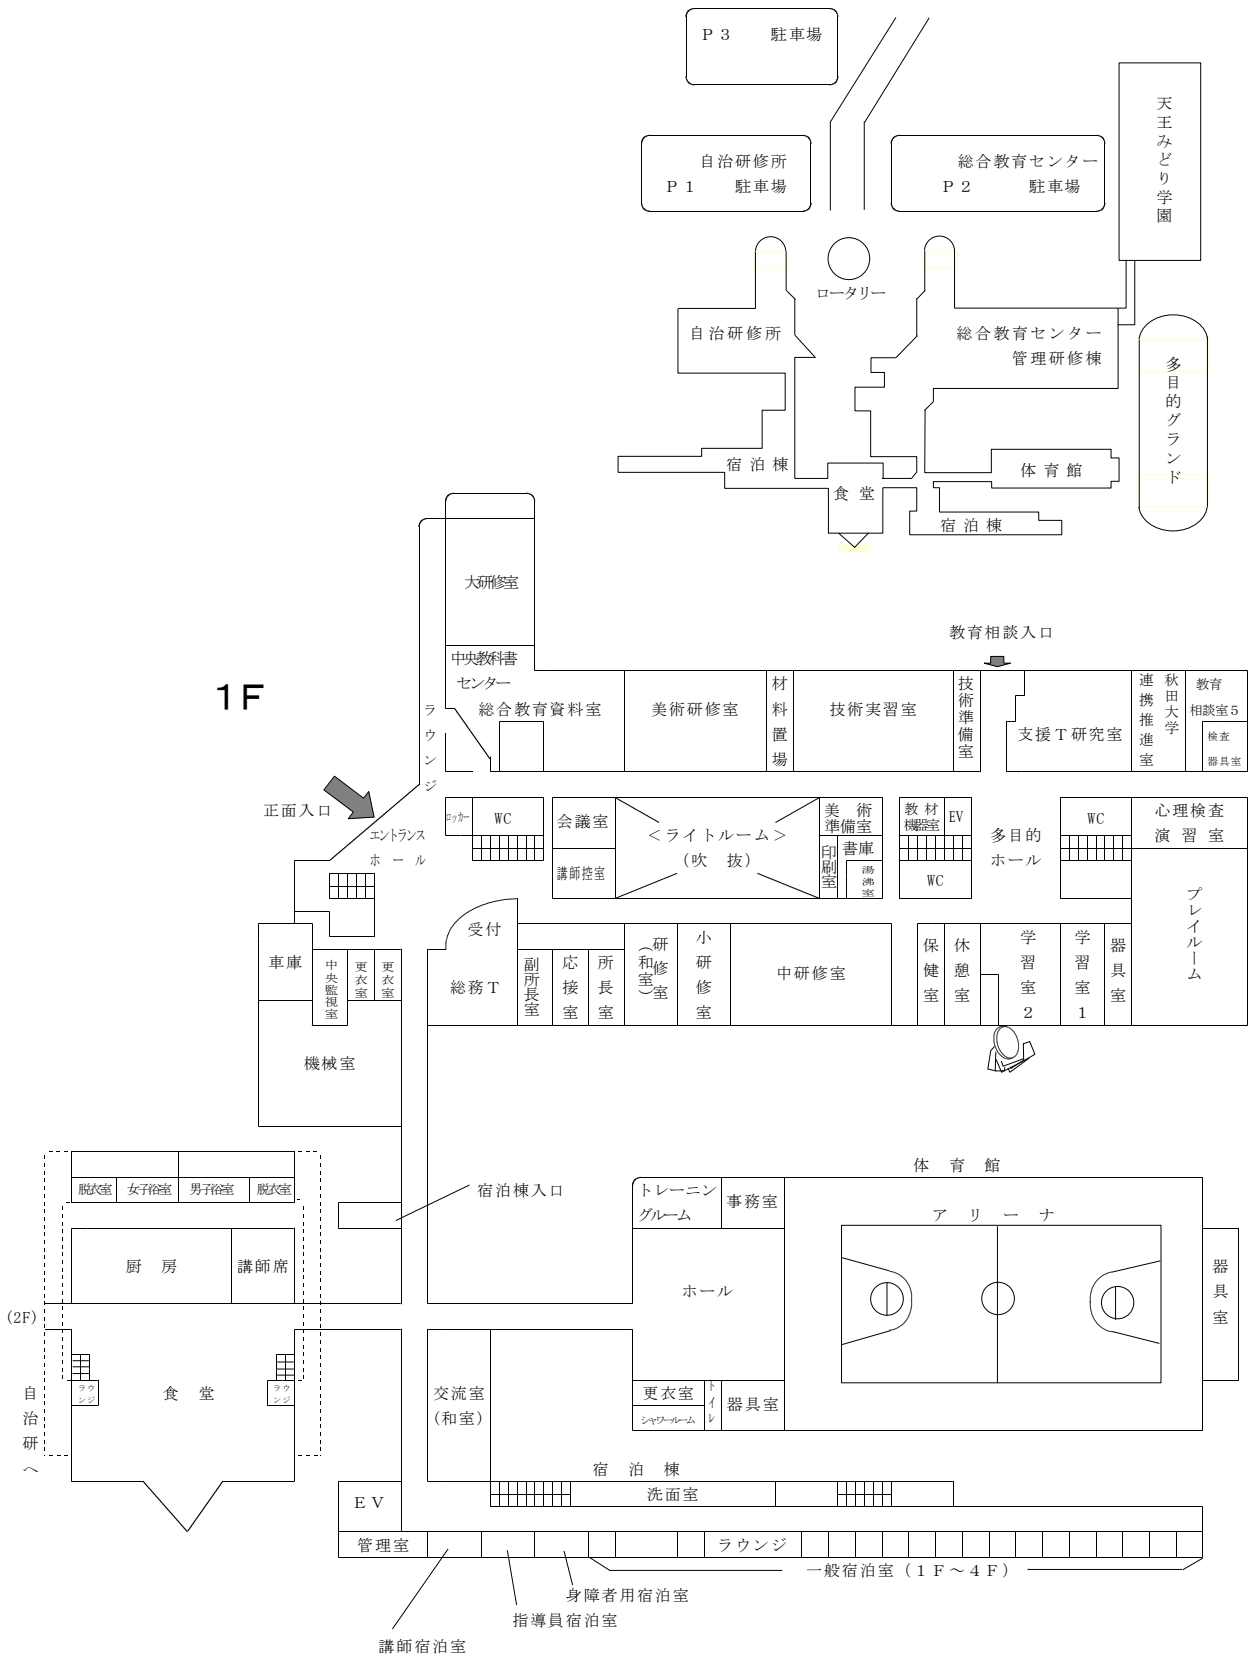 Ｐ３　駐車場
天王みどり学園
自治研修所
Ｐ１　駐車場
総合教育センター
Ｐ２　駐車場
ロータリー
自治研修所
総合教育センター
管理研修棟
多目的グランド
宿泊棟
食堂
体育館
宿泊棟
1F
大研修室
中央教科書
センター
総合教育資料室
ラウンジ
美術研修室
材料置場
技術実習室
技術準備室
教育相談入口
支援Ｔ研究室
秋田大学
連携推進室
教育
相談室５
検査
器具室
正面入口
エントランス
ホール
ロッカー
WC
会議室
講師控室
＜ライトルーム＞
（吹抜）
美術
準備室
印刷室
書庫
湯沸室
教材
機器室
EV
WC
多目的
ホール
WC
心理検査
演習室
プレイルーム
受付
総務Ｔ
副所長室
応接室
所長室
研修室
（和室）
小研修室
中研修室
保健室
休憩室
学習室２
学習室１
器具室
車庫
中央監視室
更衣室
更衣室
機械室
脱衣室
女子浴室
男子浴室
脱衣室
厨房
講師席
宿泊棟入口
(2F)
自治研へ
ラウンジ
食堂
ラウンジ
体育館
トレーニングルーム
事務室
ホール
アリーナ
器具室
更衣室
シャワールーム
トイレ
器具室
交流室
（和室）
宿泊棟
洗面室
ＥＶ
管理室
ラウンジ
一般宿泊室（１Ｆ～４Ｆ）
身障者用宿泊室
指導員宿泊室
講師宿泊室